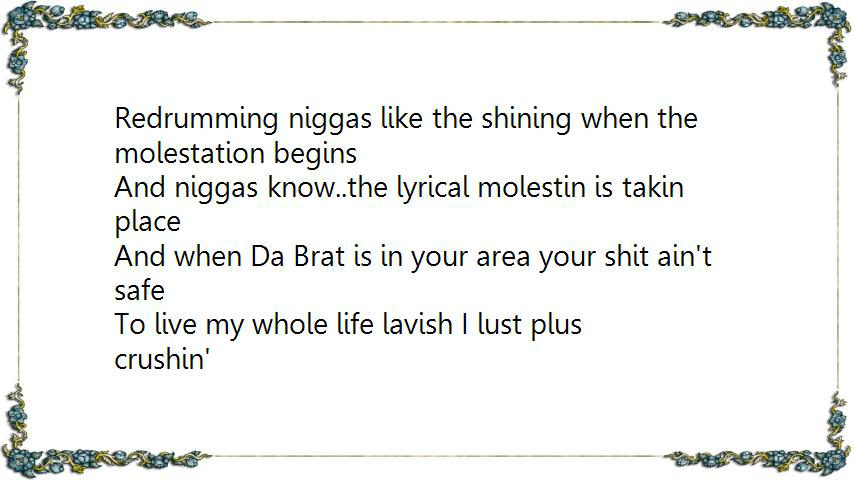 Redrumming niggas like the shining when the
molestation begins
And niggas know..the lyrical molestin is takin
place
And when Da Brat is in your area your shit ain't
safe
To live my whole life lavish I lust plus
crushin'